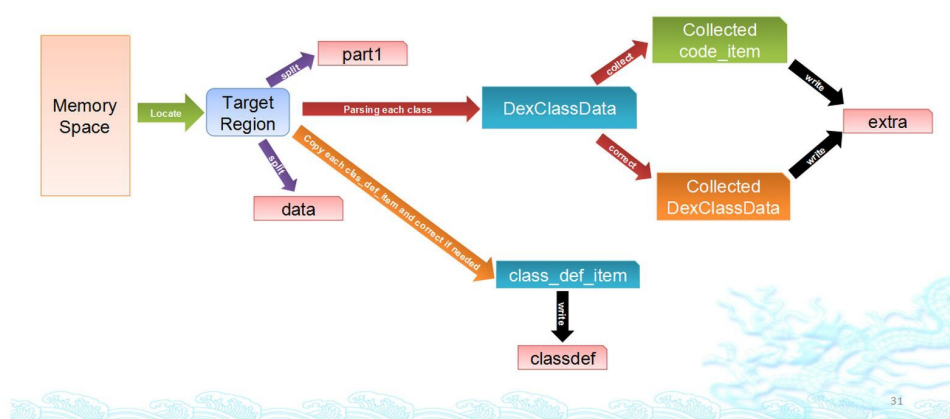 Memory
Space
Locate
Target
Region
split
part1
split
data
Parsing each class
DexClassData
collect
Collected
code_item
correct
Collected
DexClassData
write
write
extra
Copy each clas_def_item and correct if needed
class_def_item
write
classdef
31